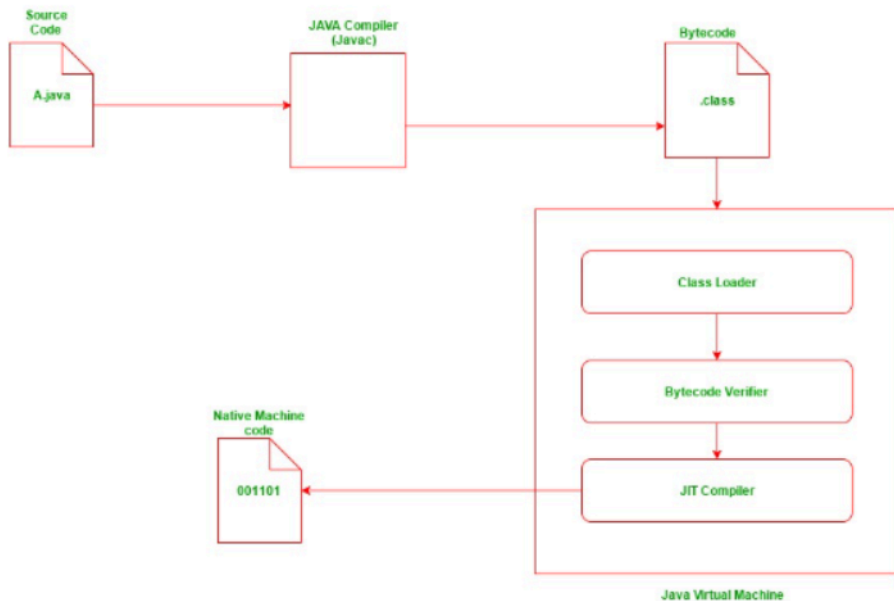 Source
Code
A.java
JAVA Compiler
(Javac)
Bytecode
.class
Class Loader
Bytecode Verifier
JIT Compiler
Java Virtual Machine
Native Machine
code
001101